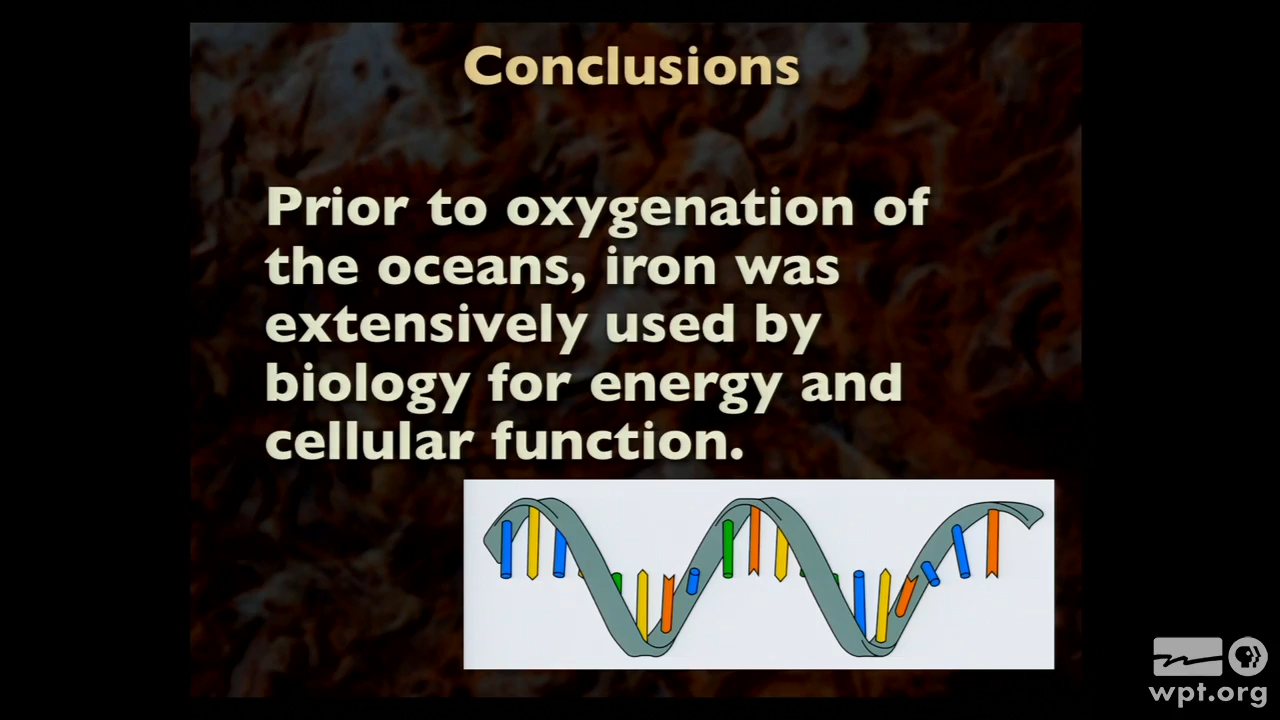 Conclusions
Prior to oxygenation of
the oceans, iron was
extensively used by
biology for energy and
cellular function.
wpt.org